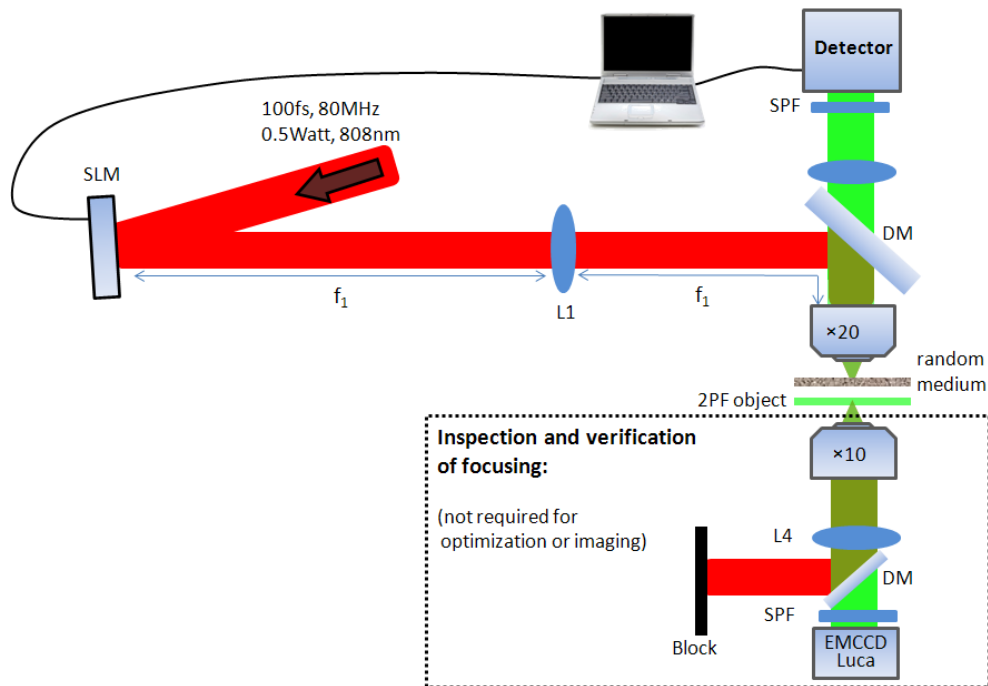 Detector
SPF
100fs, 80MHz
0.5Watt, 808nm
SLM
DM
f₁
f₁
L1
×20
random
medium
2PF object
Inspection and verification
of focusing:
×10
(not required for
optimization or imaging)
L4
DM
SPF
Block
EMCCD
Luca